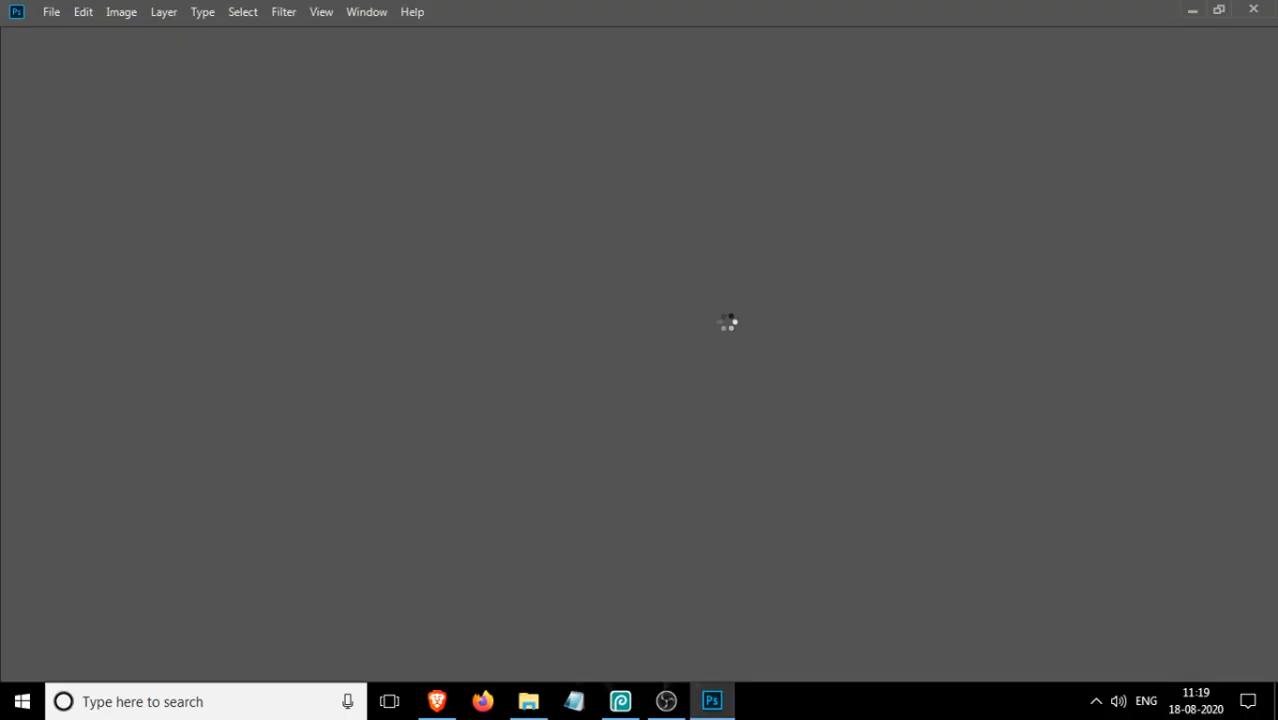 Ps File Edit Image Layer Type Select Filter View Window Help
Type here to search
Ps
ENG
11:19
18-08-2020